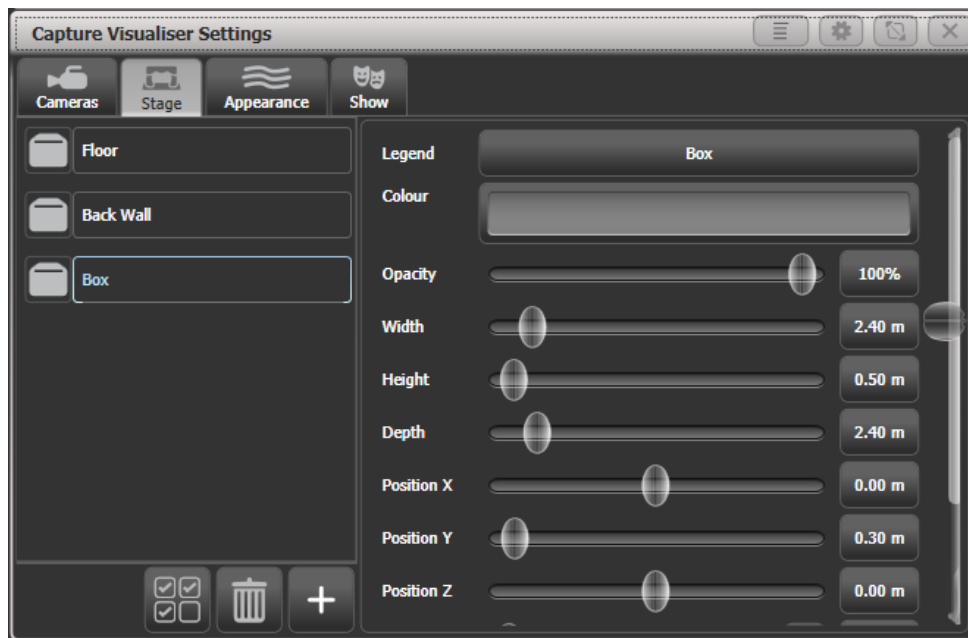 Capture Visualiser Settings
Cameras
Stage
Appearance
Show
Floor
Back Wall
Box
Legend
Box
Colour
Opacity
100%
Width
2.40 m
Height
0.50 m
Depth
2.40 m
Position X
0.00 m
Position Y
0.30 m
Position Z
0.00 m